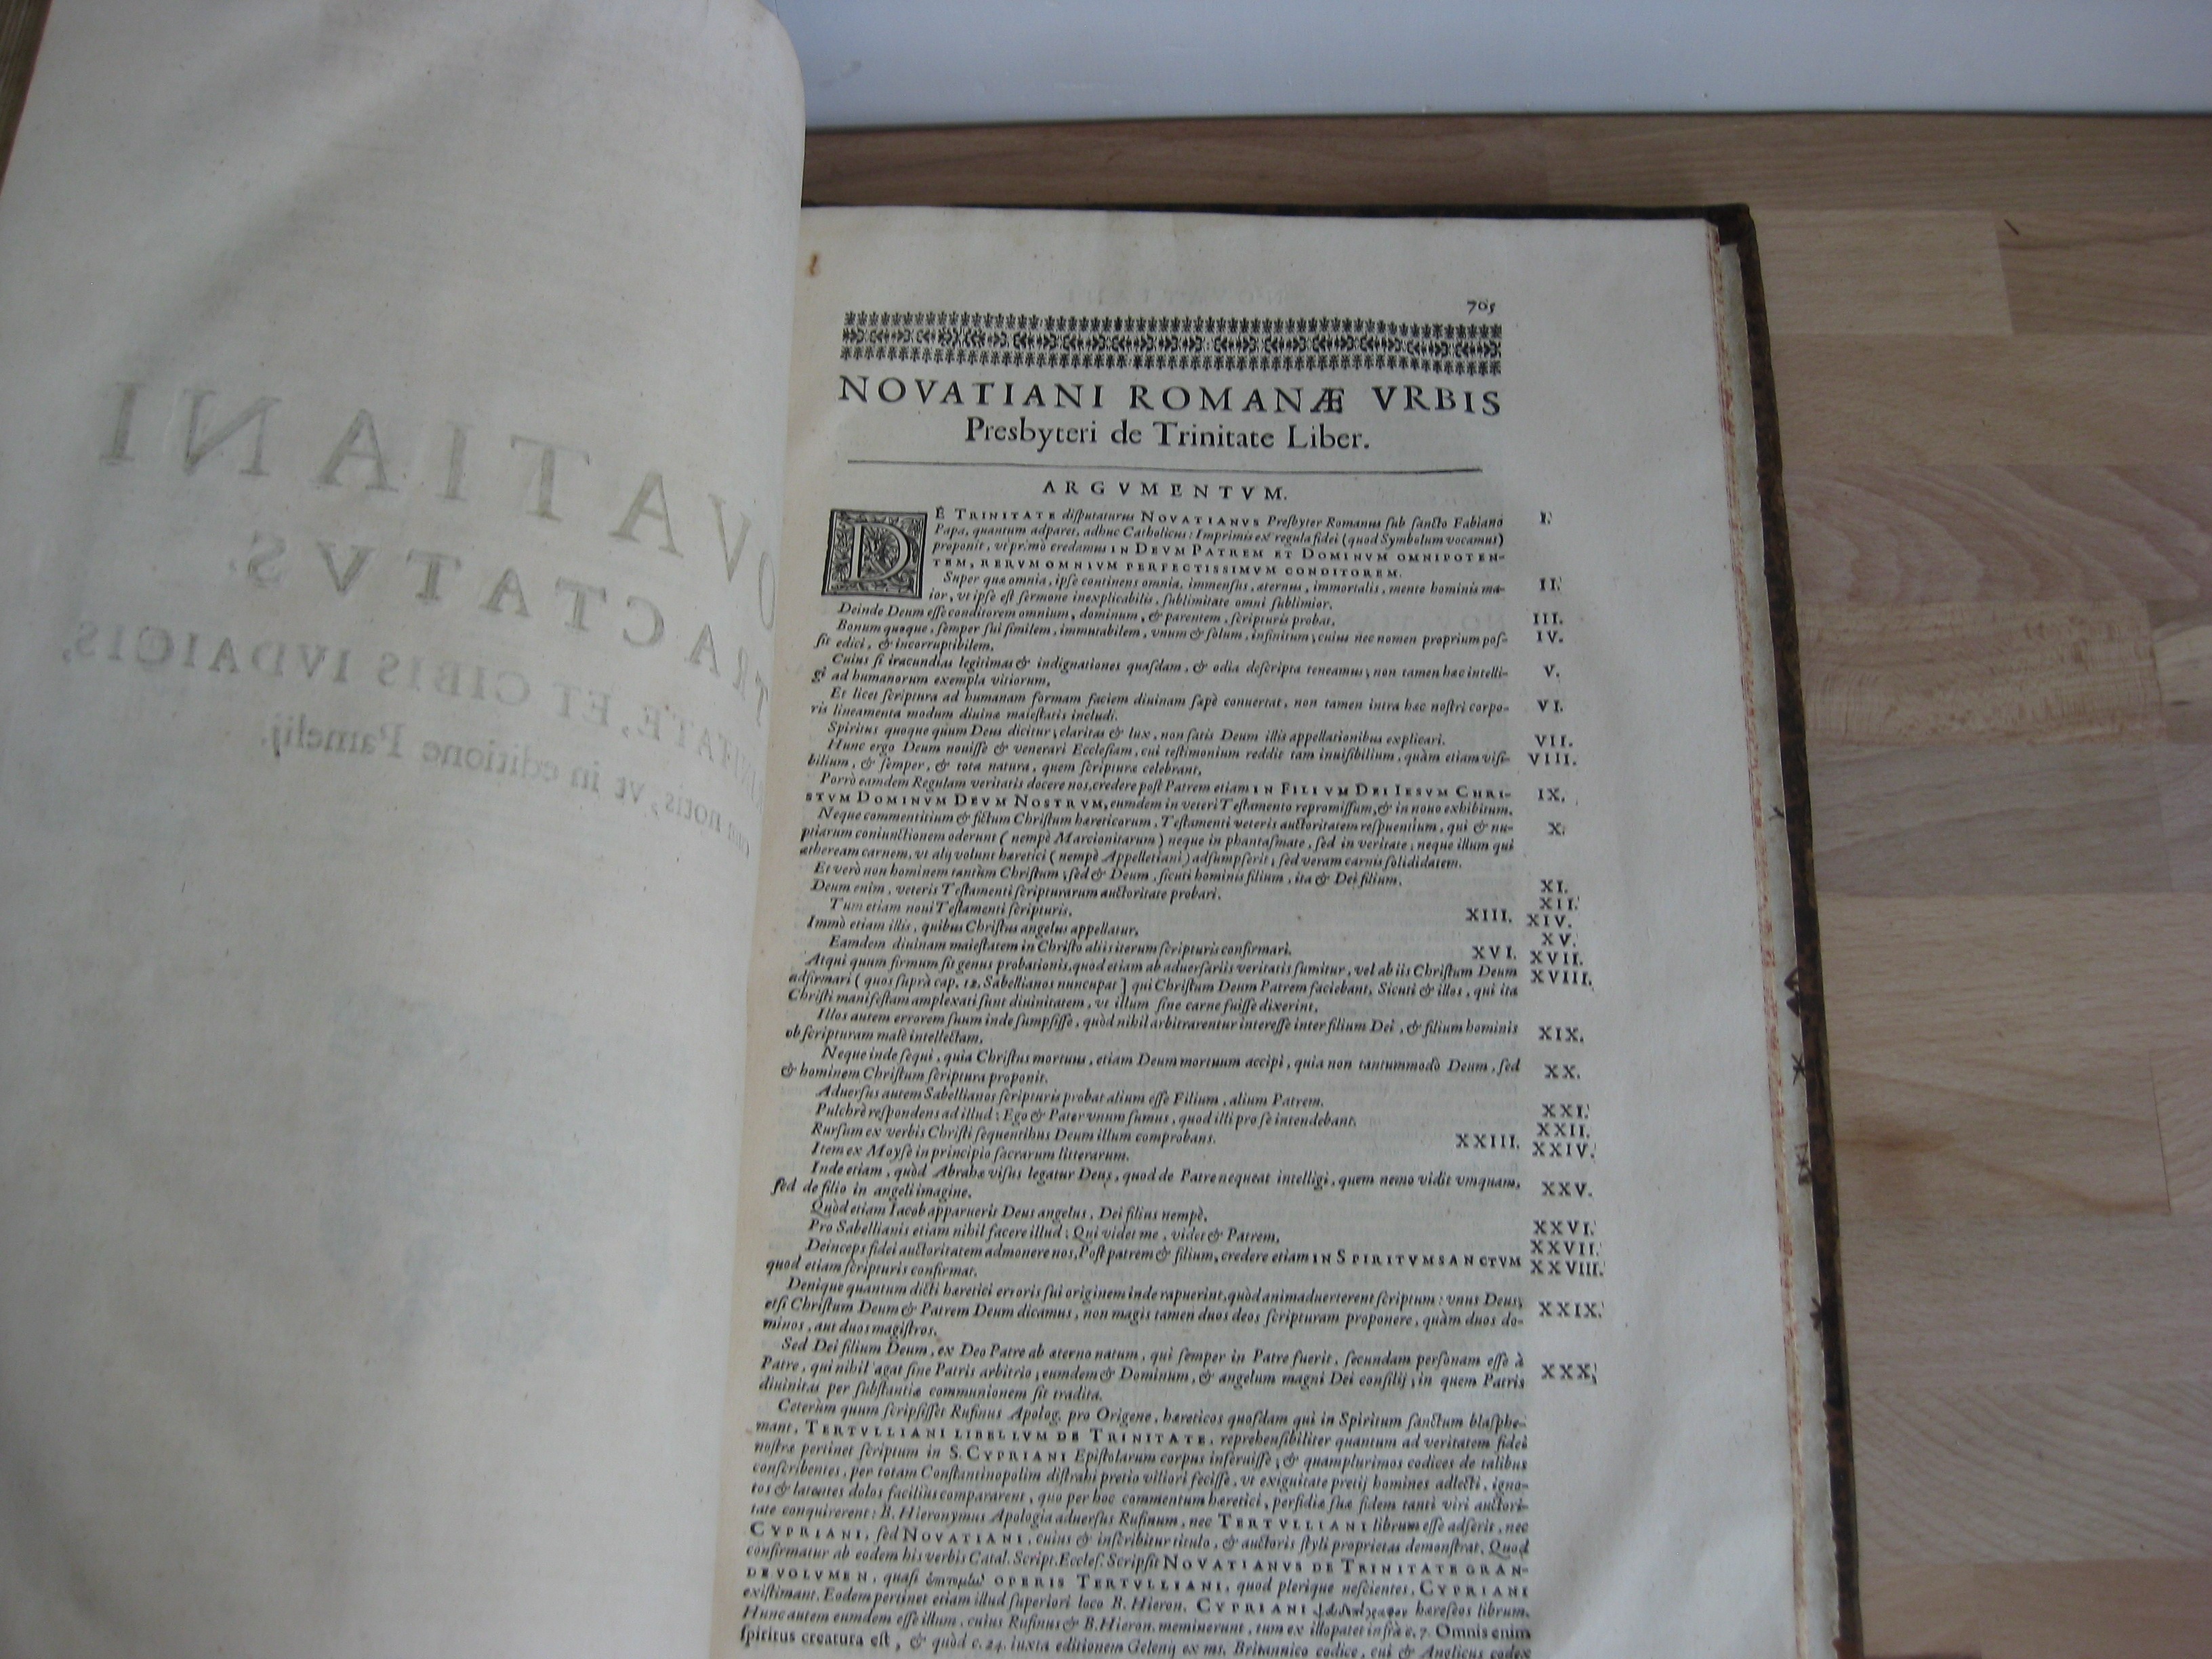 705
NOVATIANI ROMANÆ VRBIS
Presbyteri de Trinitate Liber.
ARGVMENTVM.
DE TRINITATE disputaturus NOVATIANVS Presbyter Romanus sub sancto Fabiano I.
Papa, quantum adparet, adhuc Catholicus: Imprimis ex regula fidei (quod Symbolum vocamus)
proponit, vt primò credamus IN DEVM PATREM ET DOMINVM OMNIPOTEN-
TEM, RERVM OMNIVM PERFECTISSIMVM CONDITOREM.
Super quæ omnia, ipse continens omnia, immensus, æternus, immortalis, mente hominis ma- II.
ior, vt ipse est sermone inexplicabilis, sublimitate omni sublimior.
Deinde Deum esse conditorem omnium, dominum, & parentem, scripturis probat. III.
Bonum quoque, semper sui similem, immutabilem, vnum & solum, infinitum; cuius nec nomen proprium pos- IV.
sit edici, & incorruptibilem.
Cuius si iracundias legitimas & indignationes quasdam, & odia descripta teneamus; non tamen hæc intelli- V.
gi ad humanorum exempla vitiorum.
Et licet scriptura ad humanam formam faciem diuinam sæpè conuertat, non tamen intra hæc nostri corpo- VI.
ris lineamenta modum diuinæ maiestatis includi.
Spiritus quoque quum Deus dicitur, claritas & lux, non satis Deum illis appellationibus explicari. VII.
Hunc ergo Deum nouisse & venerari Ecclesiam, cui testimonium reddit tam inuisibilium, quàm etiam visi- VIII.
bilium, & semper, & tota natura, quem scripturæ celebrant.
Porrò eamdem Regulam veritatis docere nos, credere post Patrem etiam IN FILIVM DEI IESVM CHRI- IX.
STVM DOMINVM DEVM NOSTRVM, eumdem in veteri Testamento repromissum, & in nouo exhibitum.
Neque commentitium & fictum Christum hæreticorum, Testamenti veteris auctoritatem respuentium, qui & nu- X.
ptiarum coniunctionem oderunt (nempè Marcionitarum) neque in phantasmate, sed in veritate; neque illum qui
ætheream carnem, vt alij volunt hæretici (nempè Appelletiani) adsumpserit; sed veram carnis solididatem.
Et verò non hominem tantùm Christum; sed & Deum, sicuti hominis filium, ita & Dei filium. XI.
Deum enim, veteris Testamenti scripturarum auctoritate probari. XII.
Tum etiam noui Testamenti scripturis. XIII. XIV.
Immò etiam illis, quibus Christus angelus appellatur. XV.
Eamdem diuinam maiestatem in Christo aliis iterum scripturis confirmari. XVI. XVII.
Atqui quum firmum sit genus probationis, quod etiam ab aduersariis veritatis sumitur, vel ab iis Christum Deum XVIII.
adfirmari (quos suprà cap. 12. Sabellianos nuncupat] qui Christum Deum Patrem faciebant. Sicuti & illos, qui ita
Christi manifestam amplexati sunt diuinitatem, vt illum sine carne fuisse dixerint.
Illos autem errorem suum inde sumpsisse, quòd nihil arbitrarentur interesse inter filium Dei, & filium hominis XIX.
ob scripturam malè intellectam.
Neque inde sequi, quia Christus mortuus, etiam Deum mortuum accipi, quia non tantummodò Deum, sed XX.
& hominem Christum scriptura proponit.
Aduersus autem Sabellianos scripturis probat alium esse Filium, alium Patrem. XXI.
Pulchrè respondens ad illud: Ego & Pater vnum sumus, quod illi pro se intendebant. XXII.
Rursum ex verbis Christi sequentibus Deum illum comprobans. XXIII. XXIV.
Item ex Moyse in principio sacrarum litterarum.
Inde etiam, quòd Abrahæ visus legatur Deus, quod de Patre nequeat intelligi, quem nemo vidit vmquam, XXV.
sed de filio in angeli imagine.
Quòd etiam Iacob apparuerit Deus angelus, Dei filius nempè. XXVI.
Pro Sabellianis etiam nihil facere illud: Qui videt me, videt & Patrem. XXVII.
Deinceps fidei auctoritatem admonere nos, Post patrem & filium, credere etiam IN SPIRITVM SANCTVM XXVIII.
quod etiam scripturis confirmat.
Denique quantum dicti hæretici erroris sui originem inde rapuerint, quòd animaduerterent scriptum: vnus Deus; XXIX.
etsi Christum Deum & Patrem Deum dicamus, non magis tamen duos deos scripturam proponere, quàm duos do-
minos, aut duos magistros.
Sed Dei filium Deum, ex Deo Patre ab æterno natum, qui semper in Patre fuerit, secundam personam esse à XXX.
Patre, qui nihil agat sine Patris arbitrio; eumdem & Dominum, & angelum magni Dei consilij; in quem Patris
diuinitas per substantiæ communionem sit tradita.
Ceterùm quum scripsisset Rufinus Apolog. pro Origene, hæreticos quosdam qui in Spiritum sanctum blasphe-
mant, TERTVLLIANI LIBELLVM DE TRINITATE, reprehensibiliter quantum ad veritatem fidei
nostræ pertinet scriptum in S. CYPRIANI Epistolarum corpus inseruisse; & quamplurimos codices de talibus
conscribentes, per totam Constantinopolim distrahi pretio viliori fecisse, vt exiguitate pretij homines adlecti, igno-
tos & latentes dolos faciliùs compararent, quo per hoc commentum hæretici, perfidiæ suæ fidem tanti viri auctori-
tate conquirerent: B. Hieronymus Apologia aduersus Rufinum, nec TERTVLLIANI librum esse adserit, nec
CYPRIANI, sed NOVATIANI, cuius & inscribitur titulo, & auctoris styli proprietas demonstrat. Quod
confirmatur ab eodem his verbis Catal. Script. Eccles. Scripsit NOVATIANVS DE TRINITATE GRAN-
DE VOLVMEN, quasi OPERIS TERTVLLIANI, quod plerique nescientes, CYPRIANI
existimant. Eodem pertinet etiam illud superiori loco B. Hieron. CYPRIANI hæreseos librum.
Hunc autem eumdem esse illum, cuius Rufinus & B. Hieron. meminerunt, tum ex illo patet infrà c. 7. Omnis enim
spiritus creatura est, & quòd c. 24. iuxta editionem Gelenij ex ms. Britannico codice, cui & Anglicus codex